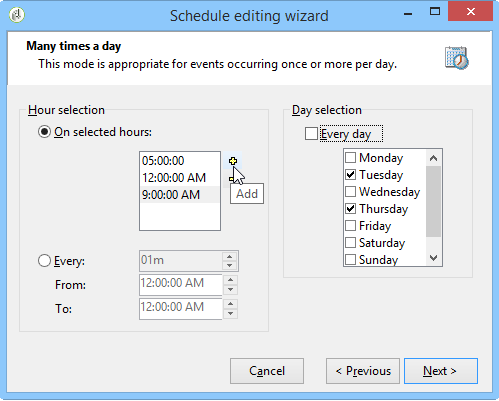 Schedule editing wizard
Many times a day
This mode is appropriate for events occurring once or more per day.
Hour selection
On selected hours:
05:00:00
12:00:00 AM
9:00:00 AM
Add
Every:
01m
From:
12:00:00 AM
To:
12:00:00 AM
Day selection
Every day
Monday
Tuesday
Wednesday
Thursday
Friday
Saturday
Sunday
Cancel
< Previous
Next >